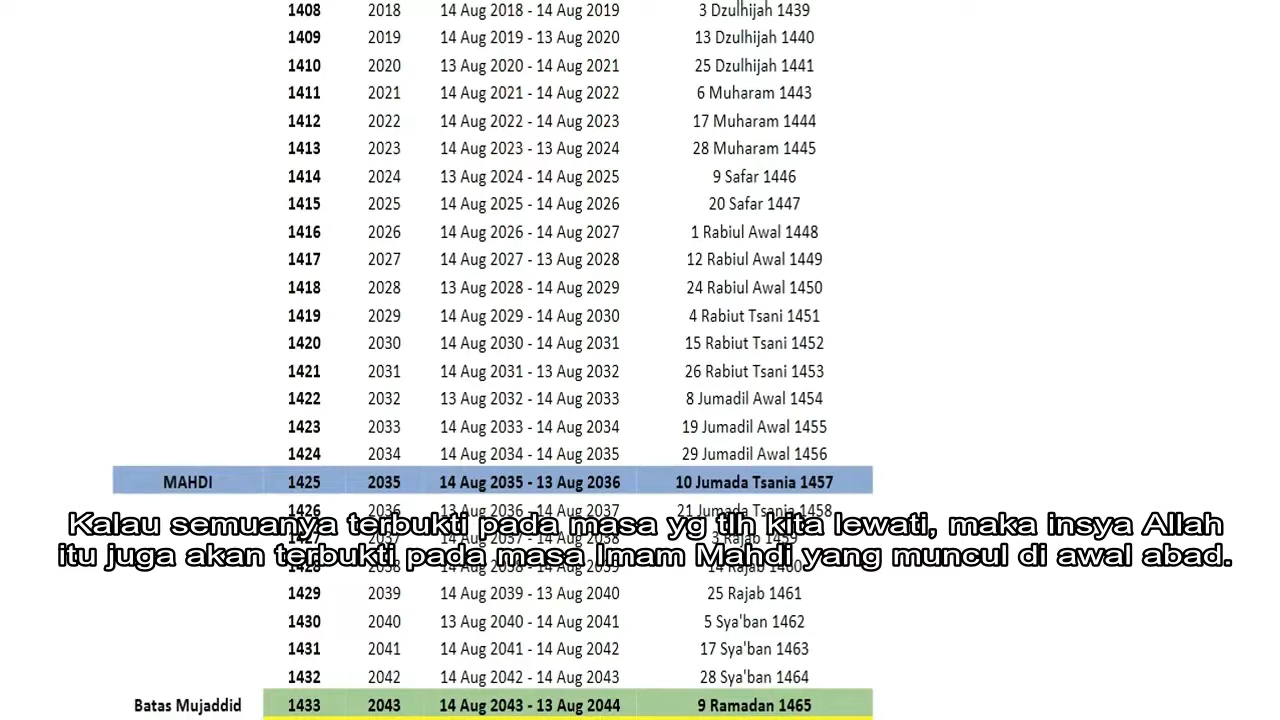 1408 2018 14 Aug 2018 - 14 Aug 2019 3 Dzulhijah 1439
1409 2019 14 Aug 2019 - 13 Aug 2020 13 Dzulhijah 1440
1410 2020 13 Aug 2020 - 14 Aug 2021 25 Dzulhijah 1441
1411 2021 14 Aug 2021 - 14 Aug 2022 6 Muharam 1443
1412 2022 14 Aug 2022 - 14 Aug 2023 17 Muharam 1444
1413 2023 14 Aug 2023 - 13 Aug 2024 28 Muharam 1445
1414 2024 13 Aug 2024 - 14 Aug 2025 9 Safar 1446
1415 2025 14 Aug 2025 - 14 Aug 2026 20 Safar 1447
1416 2026 14 Aug 2026 - 14 Aug 2027 1 Rabiul Awal 1448
1417 2027 14 Aug 2027 - 13 Aug 2028 12 Rabiul Awal 1449
1418 2028 13 Aug 2028 - 14 Aug 2029 24 Rabiul Awal 1450
1419 2029 14 Aug 2029 - 14 Aug 2030 4 Rabiut Tsani 1451
1420 2030 14 Aug 2030 - 14 Aug 2031 15 Rabiut Tsani 1452
1421 2031 14 Aug 2031 - 13 Aug 2032 26 Rabiut Tsani 1453
1422 2032 13 Aug 2032 - 14 Aug 2033 8 Jumadil Awal 1454
1423 2033 14 Aug 2033 - 14 Aug 2034 19 Jumadil Awal 1455
1424 2034 14 Aug 2034 - 14 Aug 2035 29 Jumadil Awal 1456
MAHDI 1425 2035 14 Aug 2035 - 13 Aug 2036 10 Jumada Tsania 1457
1426 2036 13 Aug 2036 - 14 Aug 2037 21 Jumada Tsania 1458
Kalau semuanya terbukti pada masa yg tlh kita lewati, maka insya Allah
itu juga akan terbukti pada masa Imam Mahdi yang muncul di awal abad.
1429 2039 14 Aug 2039 - 13 Aug 2040 25 Rajab 1461
1430 2040 13 Aug 2040 - 14 Aug 2041 5 Sya'ban 1462
1431 2041 14 Aug 2041 - 14 Aug 2042 17 Sya'ban 1463
1432 2042 14 Aug 2042 - 14 Aug 2043 28 Sya'ban 1464
Batas Mujaddid 1433 2043 14 Aug 2043 - 13 Aug 2044 9 Ramadan 1465